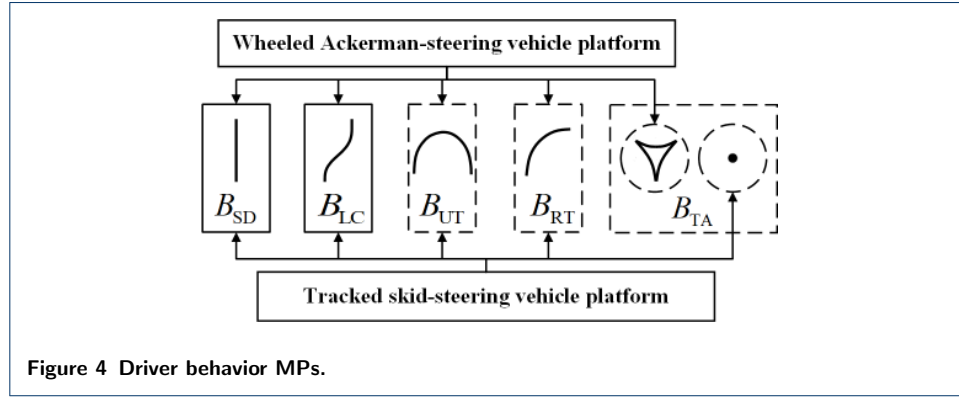 Wheeled Ackerman-steering vehicle platform
B_SD B_LC B_UT B_RT B_TA
Tracked skid-steering vehicle platform
Figure 4 Driver behavior MPs.